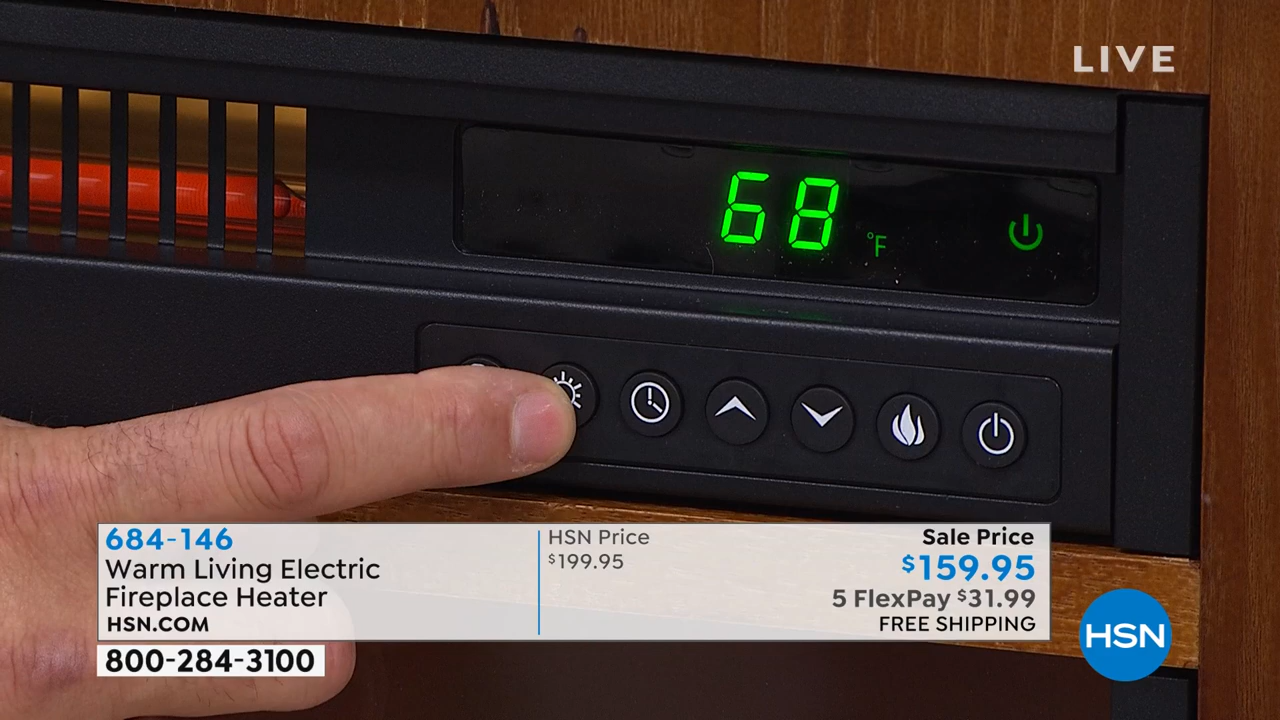 LIVE
68 °F
684-146
Warm Living Electric
Fireplace Heater
HSN.COM
800-284-3100
HSN Price
$199.95
Sale Price
$159.95
5 FlexPay $31.99
FREE SHIPPING
HSN